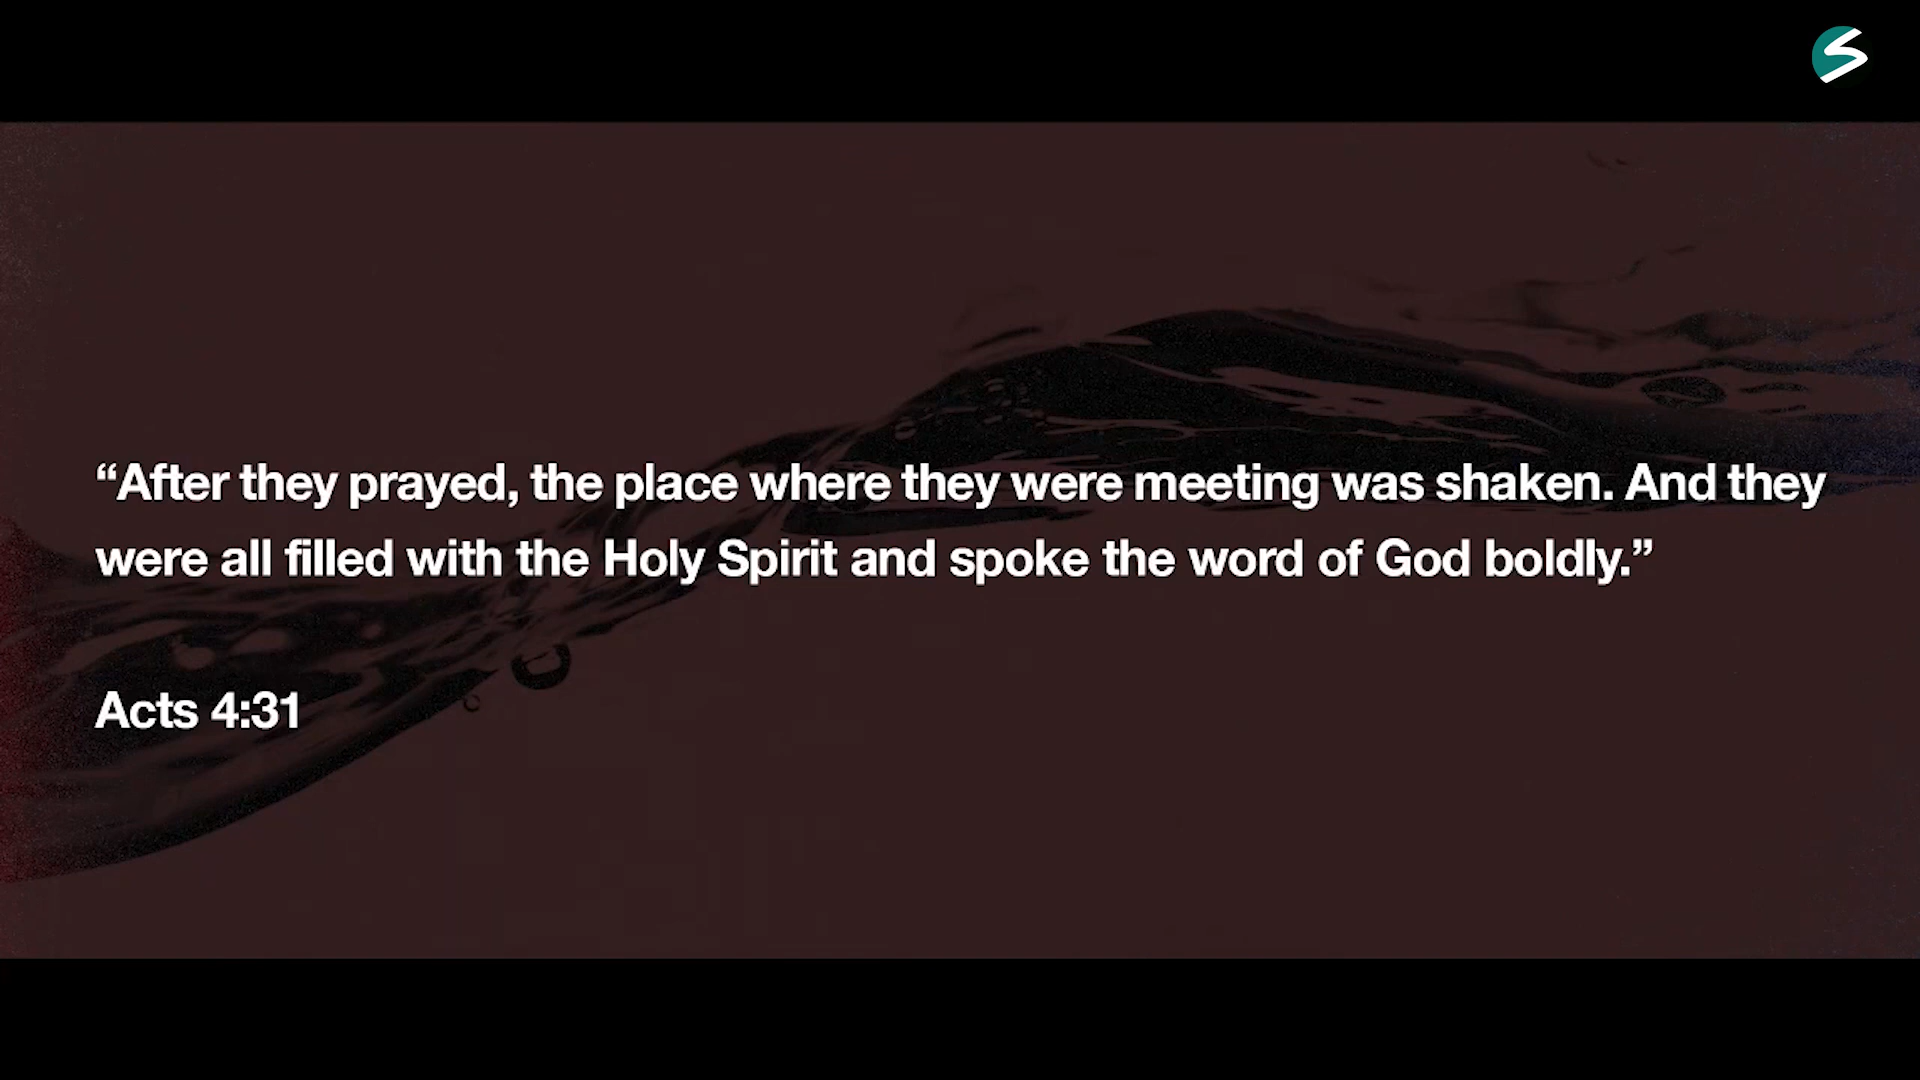 “After they prayed, the place where they were meeting was shaken. And they
were all filled with the Holy Spirit and spoke the word of God boldly.”
Acts 4:31